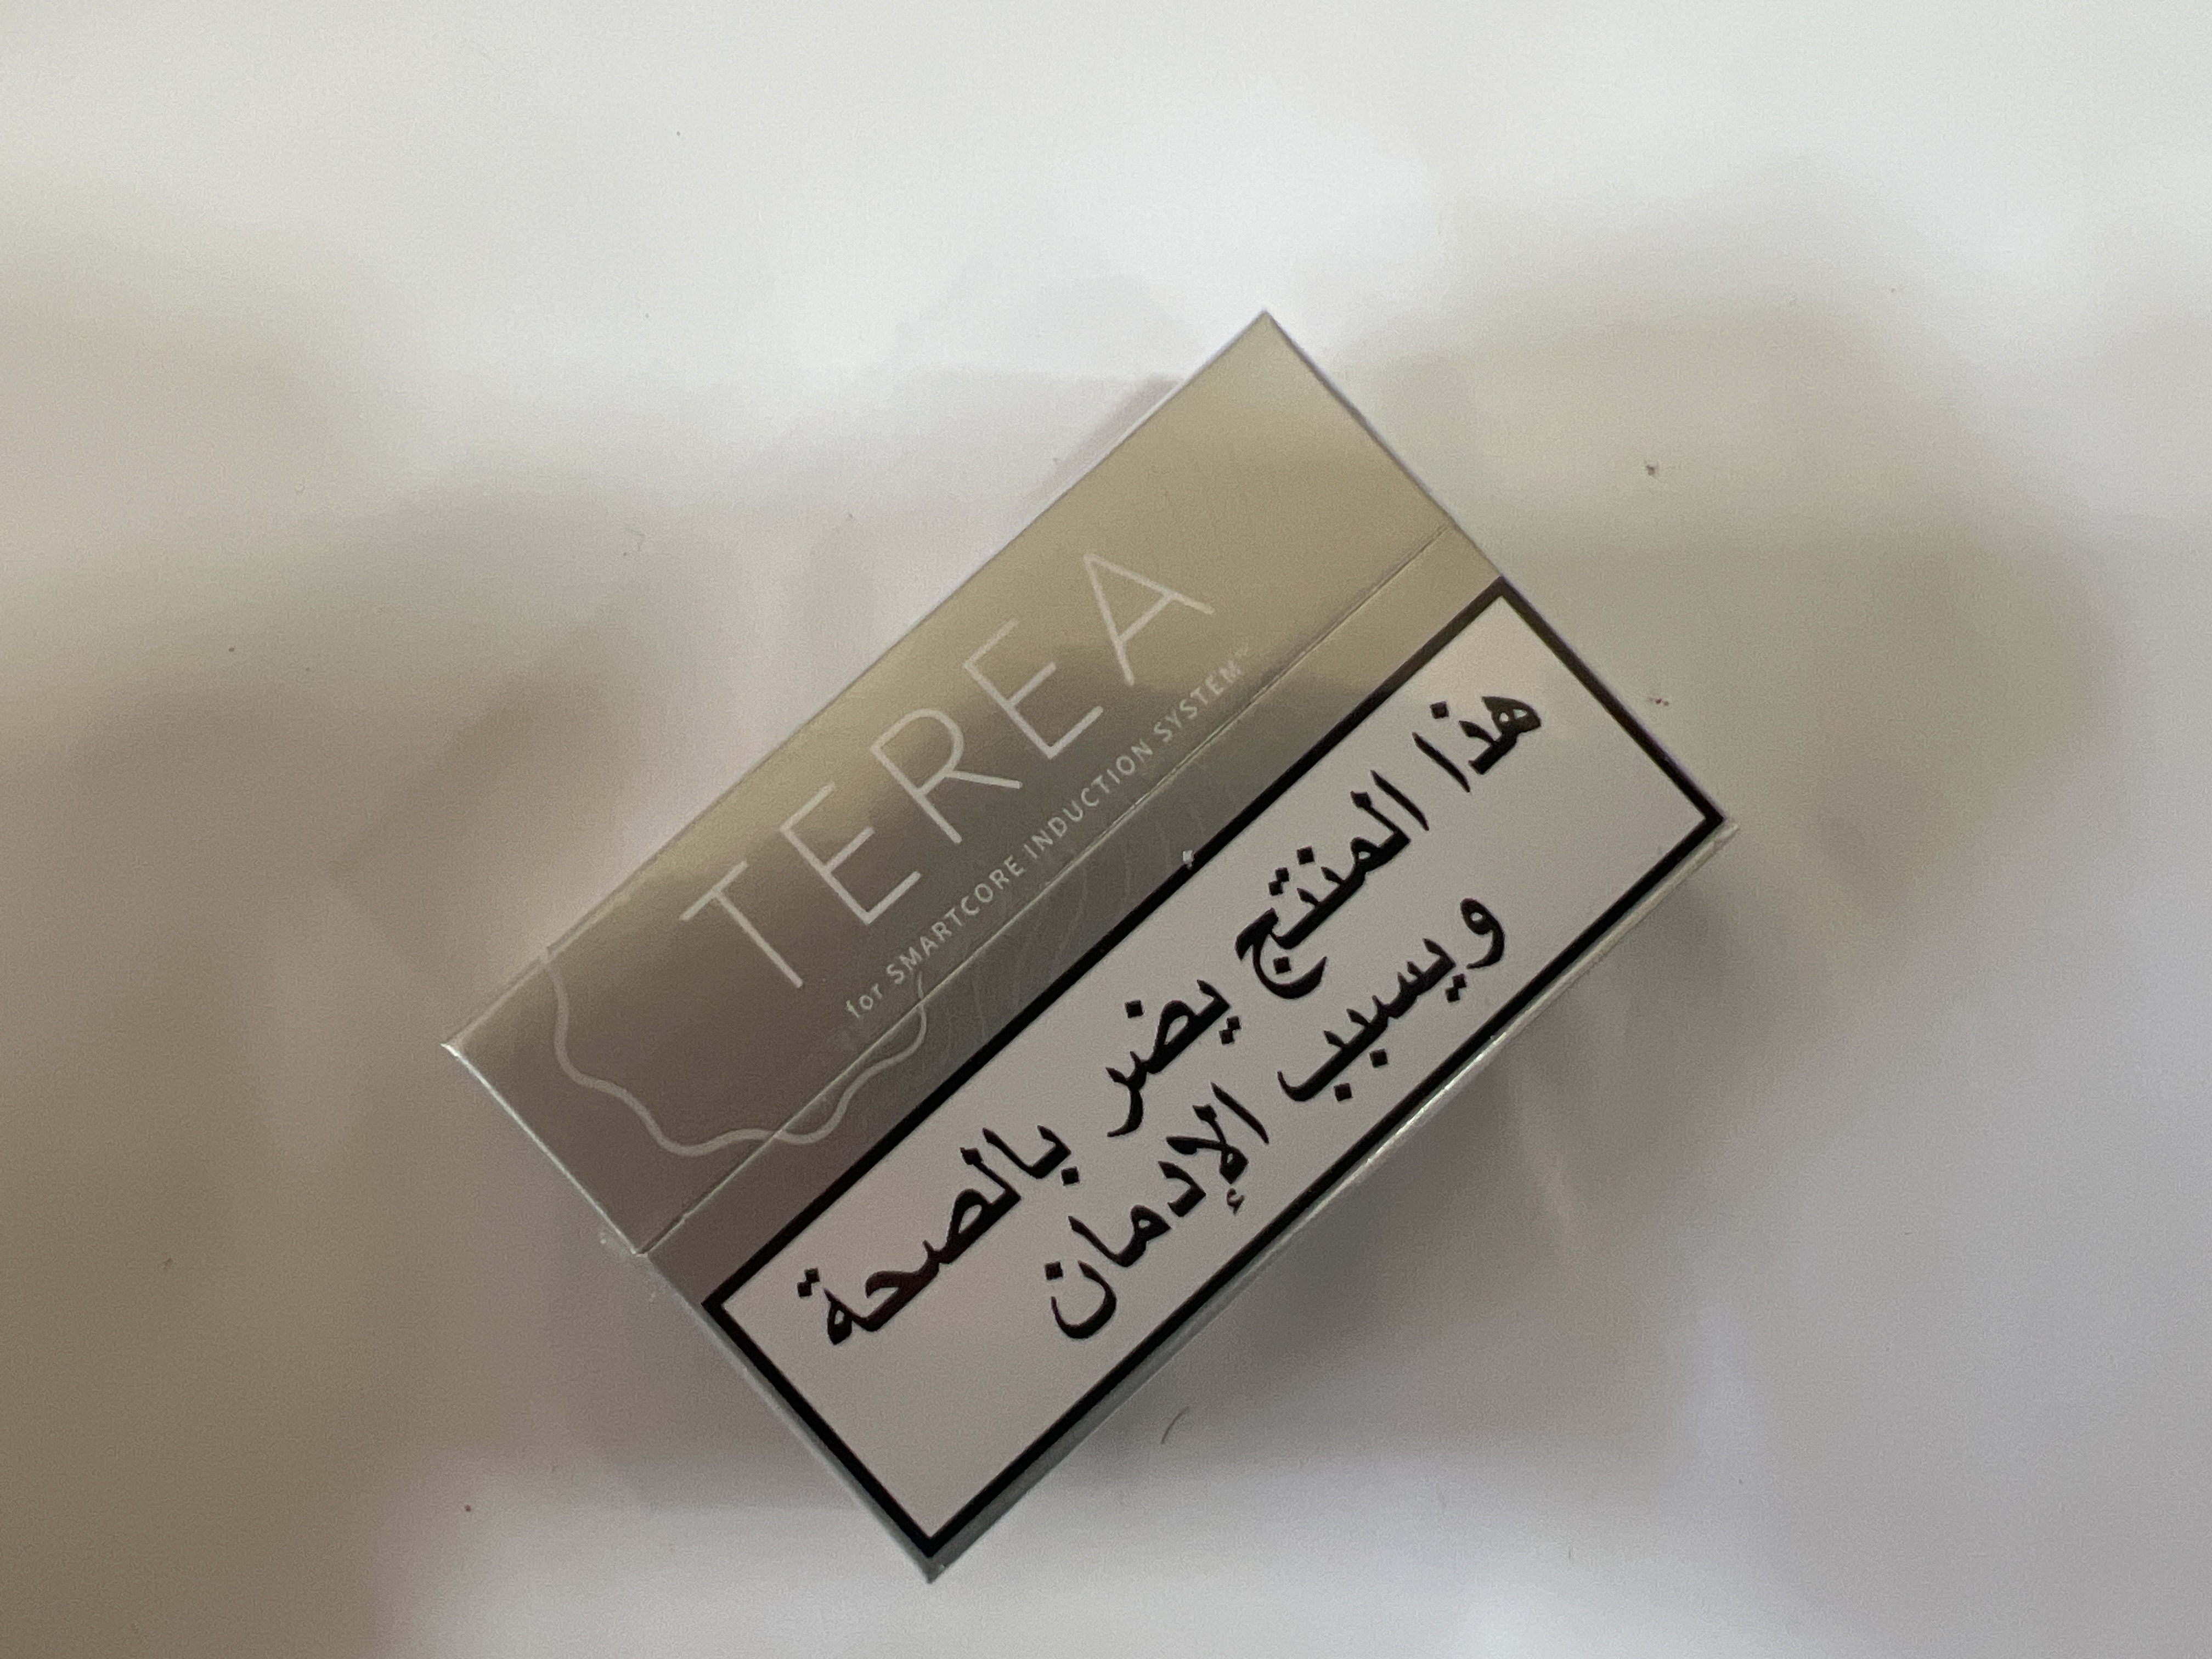 TEREA
for SMARTCORE INDUCTION SYSTEM™
هذا المنتج يضر بالصحة
ويسبب الإدمان